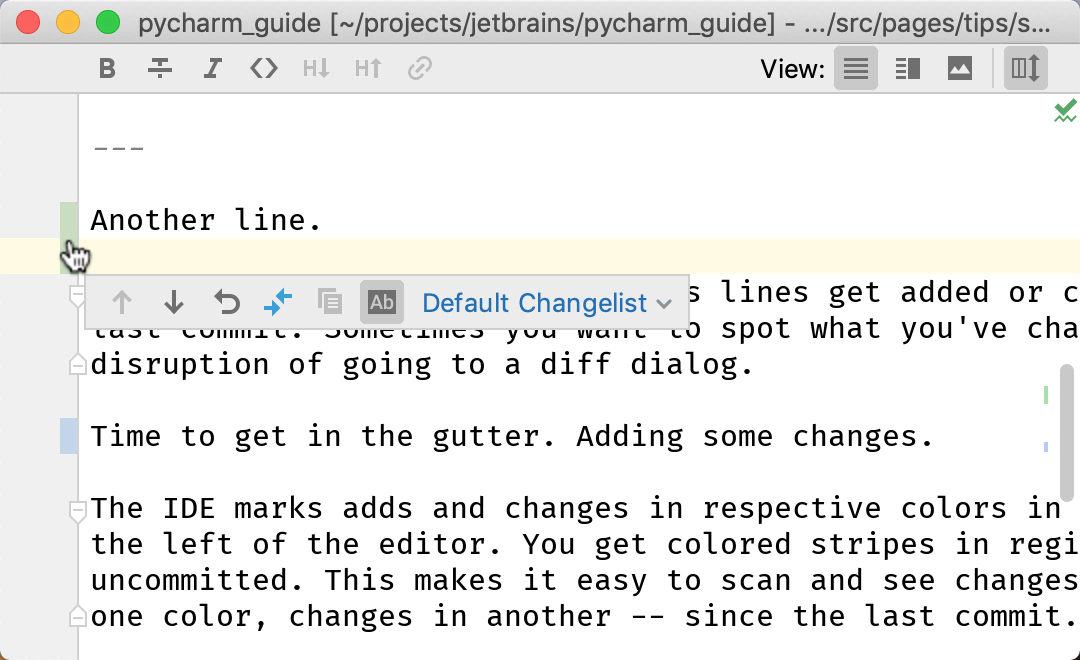 pycharm_guide [~/projects/jetbrains/pycharm_guide] - .../src/pages/tips/s...
B I <> H↓ H↑ View:
---
Another line.
s lines get added or c
Ab Default Changelist
last commit. Sometimes you want to spot what you've cha
disruption of going to a diff dialog.
Time to get in the gutter. Adding some changes.
The IDE marks adds and changes in respective colors in
the left of the editor. You get colored stripes in regi
uncommitted. This makes it easy to scan and see changes
one color, changes in another -- since the last commit.